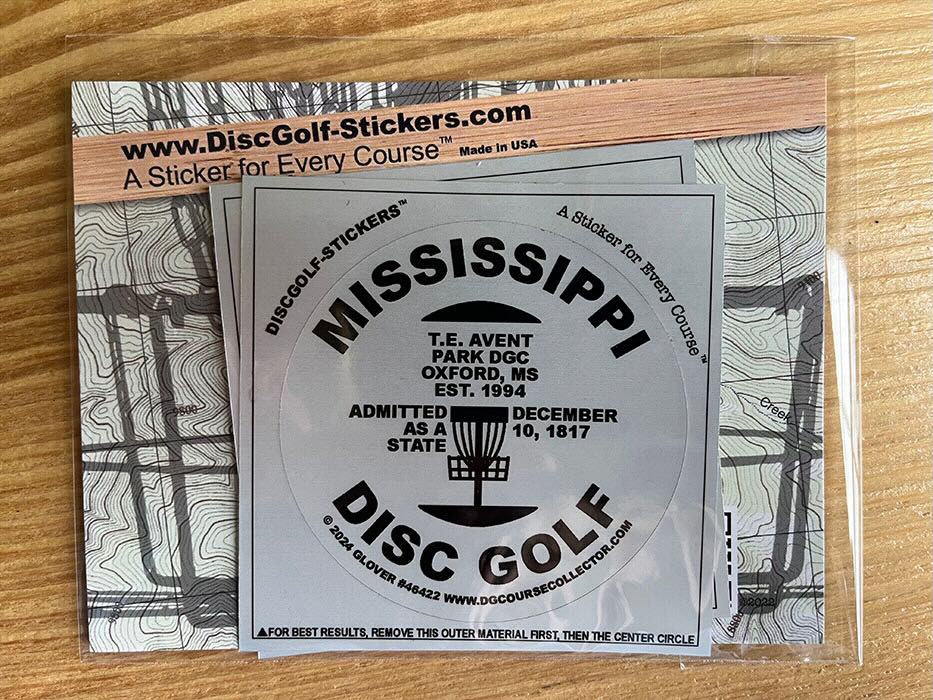 www.DiscGolf-Stickers.com
A Sticker for Every Course™ Made in USA
DISCGOLF-STICKERS™
A Sticker for Every Course™
MISSISSIPPI
T.E. AVENT
PARK DGC
OXFORD, MS
EST. 1994
ADMITTED
AS A
STATE
DECEMBER
10, 1817
DISC GOLF
© 2024 GLOVER #46422 WWW.DGCOURSECOLLECTOR.COM
▲FOR BEST RESULTS, REMOVE THIS OUTER MATERIAL FIRST, THEN THE CENTER CIRCLE
9800
Creek